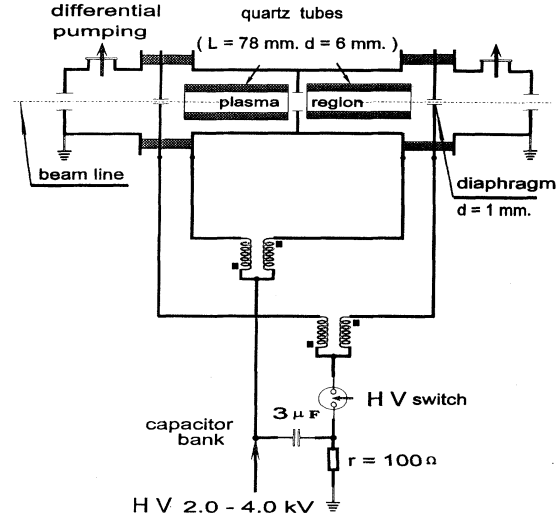 differential
pumping
quartz tubes
( L = 78 mm. d = 6 mm. )
plasma region
beam line
diaphragm
d = 1 mm.
H V switch
3 μF
capacitor
bank
r = 100 Ω
H V 2.0 - 4.0 kV